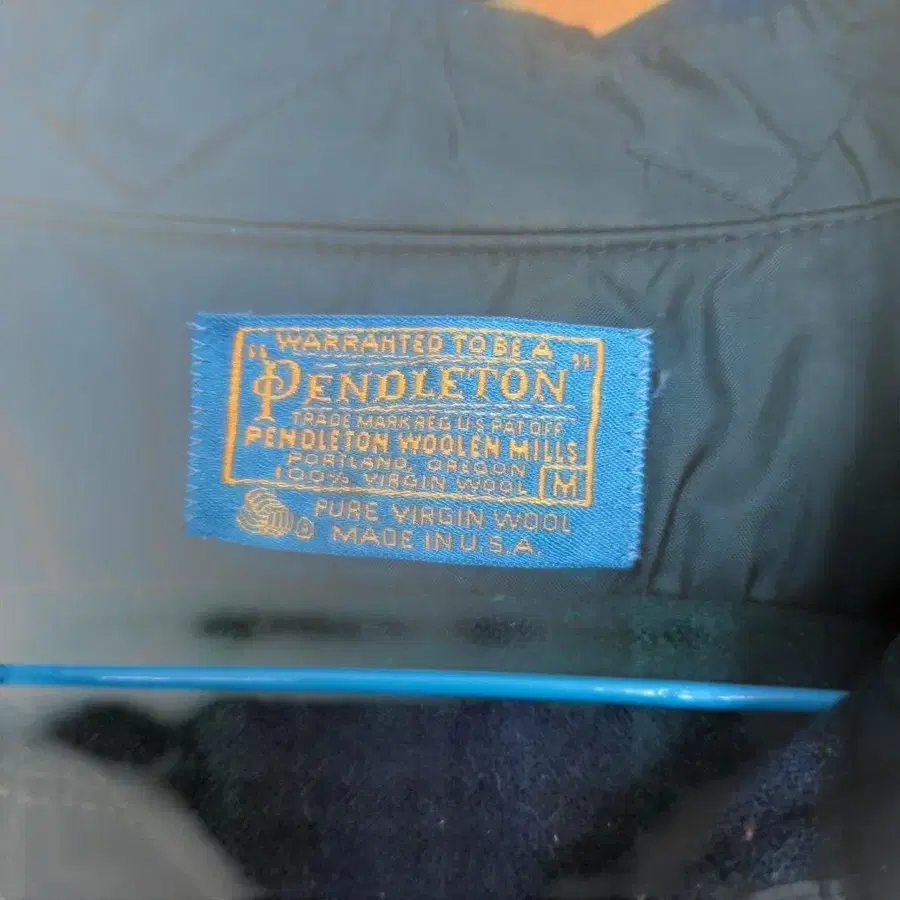 WARRANTED TO BE A
"PENDLETON"
TRADE MARK REG U S PAT OFF
PENDLETON WOOLEN MILLS
PORTLAND, OREGON
100% VIRGIN WOOL M
PURE VIRGIN WOOL
® MADE IN U.S.A.